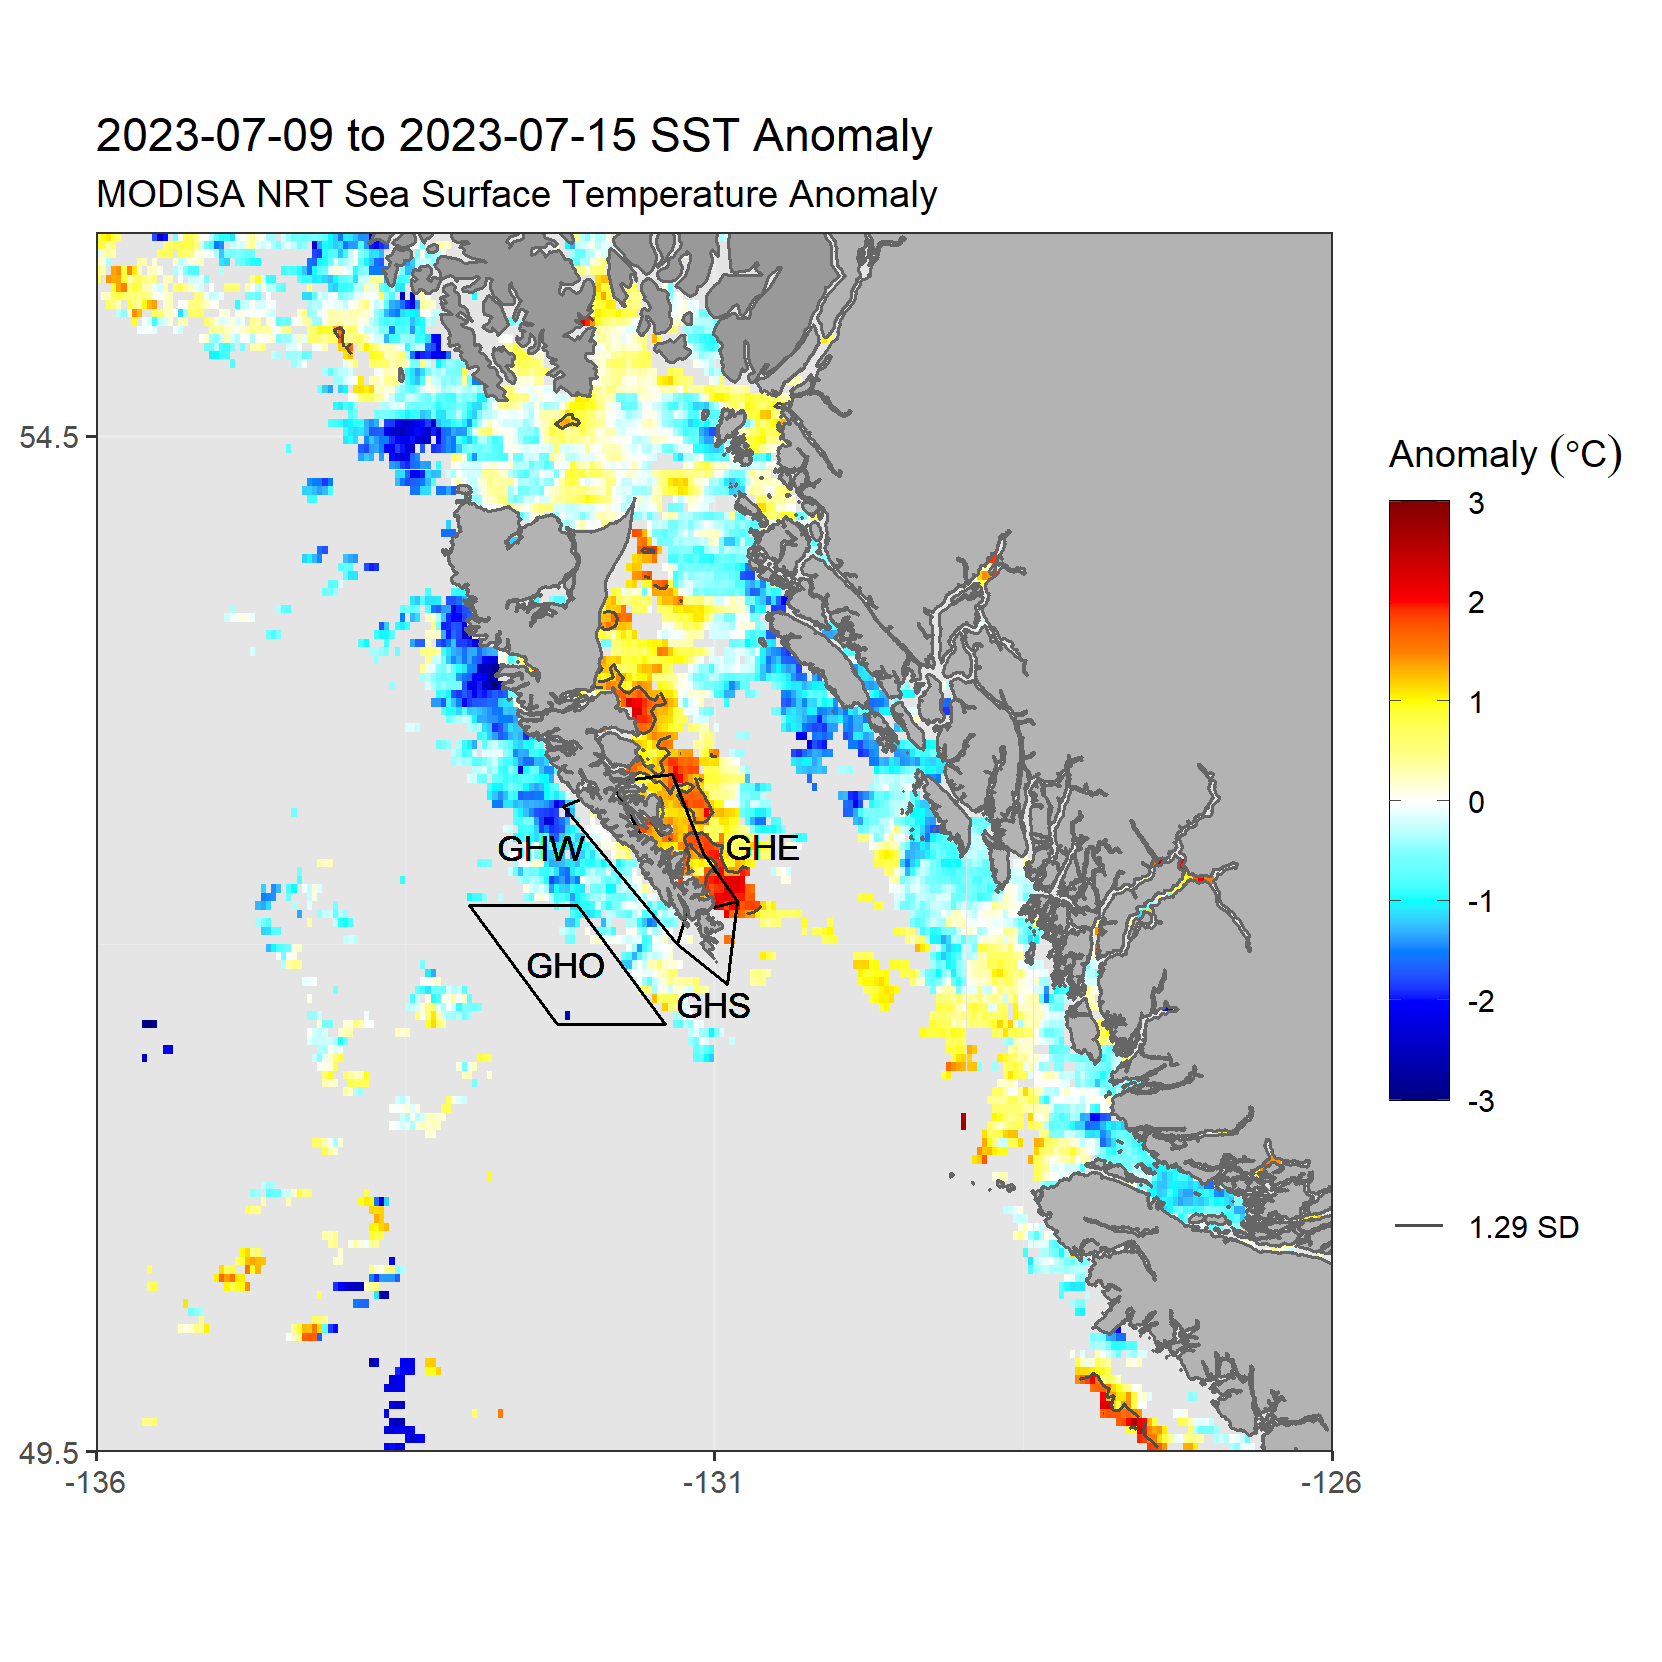 2023-07-09 to 2023-07-15 SST Anomaly
MODISA NRT Sea Surface Temperature Anomaly
54.5
49.5
-136
-131
-126
GHW
GHE
GHO
GHS
Anomaly (°C)
3
2
1
0
-1
-2
-3
1.29 SD